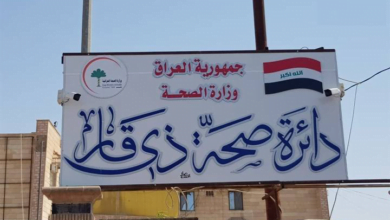 جمهورية العراق
وزارة الصحة
الله اكبر
دائرة صحة ذي قار